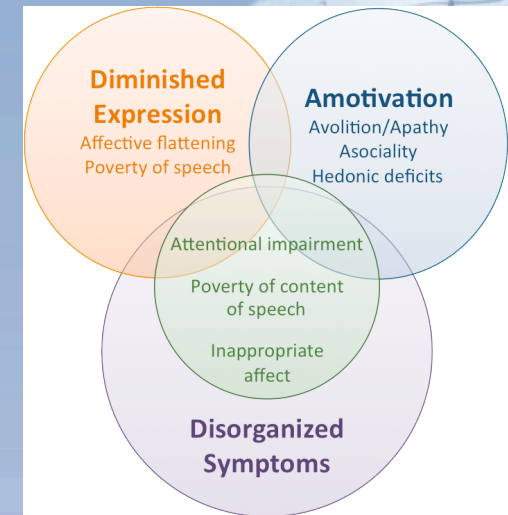 Diminished
Expression
Affective flattening
Poverty of speech
Amotivation
Avolition/Apathy
Asociality
Hedonic deficits
Attentional impairment
Poverty of content
of speech
Inappropriate
affect
Disorganized
Symptoms